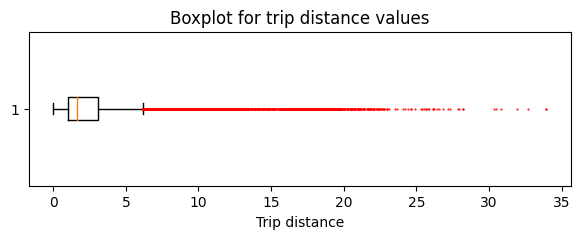 Boxplot for trip distance values
1
0 5 10 15 20 25 30 35
Trip distance